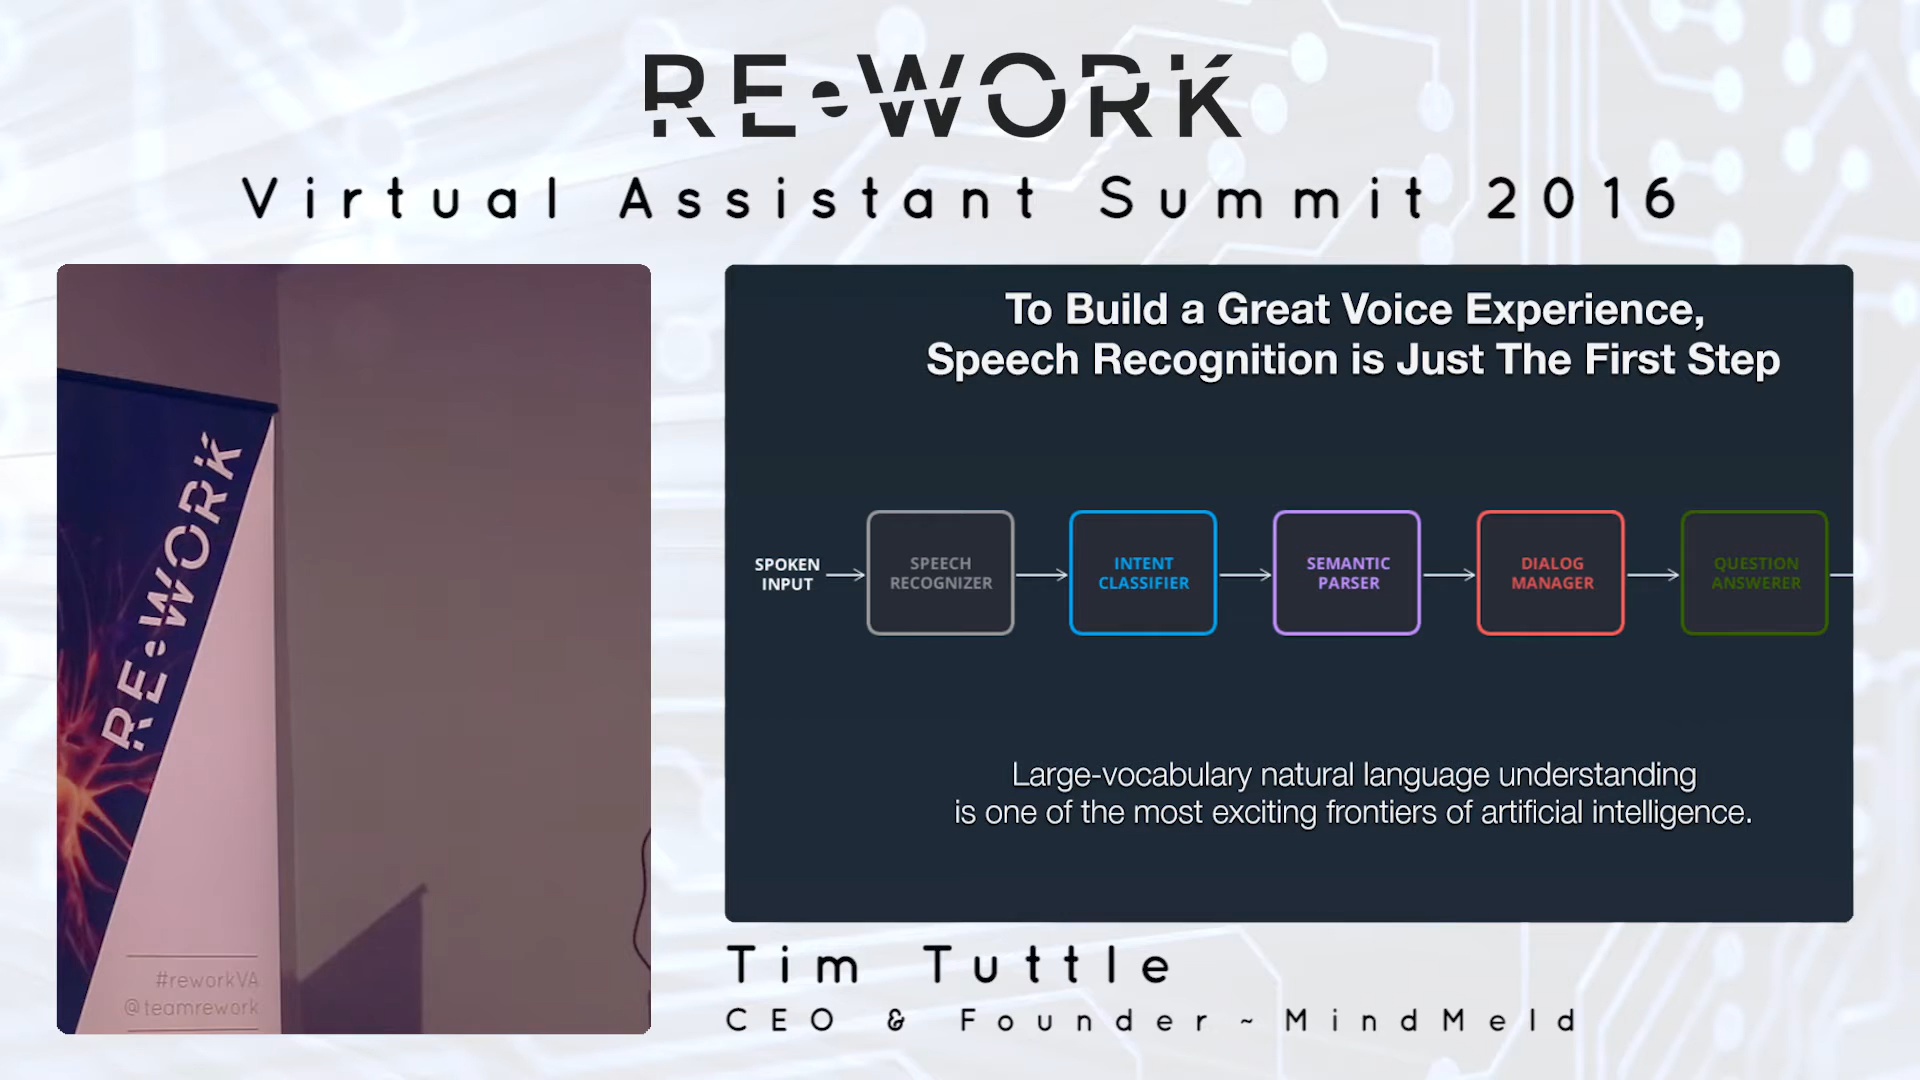 RE•WORK
Virtual Assistant Summit 2016
RE•WORK
#reworkVA
@teamrework
To Build a Great Voice Experience,
Speech Recognition is Just The First Step
SPOKEN
INPUT
SPEECH
RECOGNIZER
INTENT
CLASSIFIER
SEMANTIC
PARSER
DIALOG
MANAGER
QUESTION
ANSWERER
Large-vocabulary natural language understanding
is one of the most exciting frontiers of artificial intelligence.
Tim Tuttle
CEO & Founder ~ MindMeld